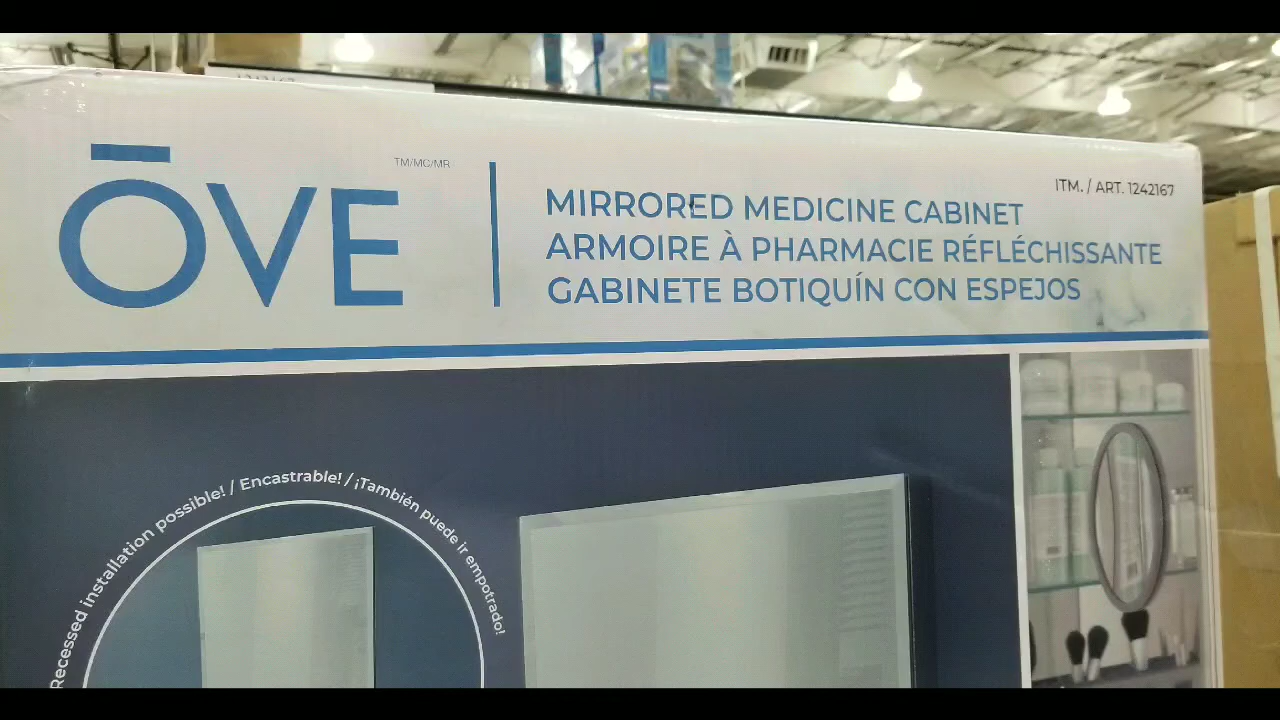 ŌVE
TM/MC/MR
MIRRORED MEDICINE CABINET
ARMOIRE À PHARMACIE RÉFLÉCHISSANTE
GABINETE BOTIQUÍN CON ESPEJOS
ITM. / ART. 1242167
Recessed installation possible! / Encastrable! / ¡También puede ir empotrado!